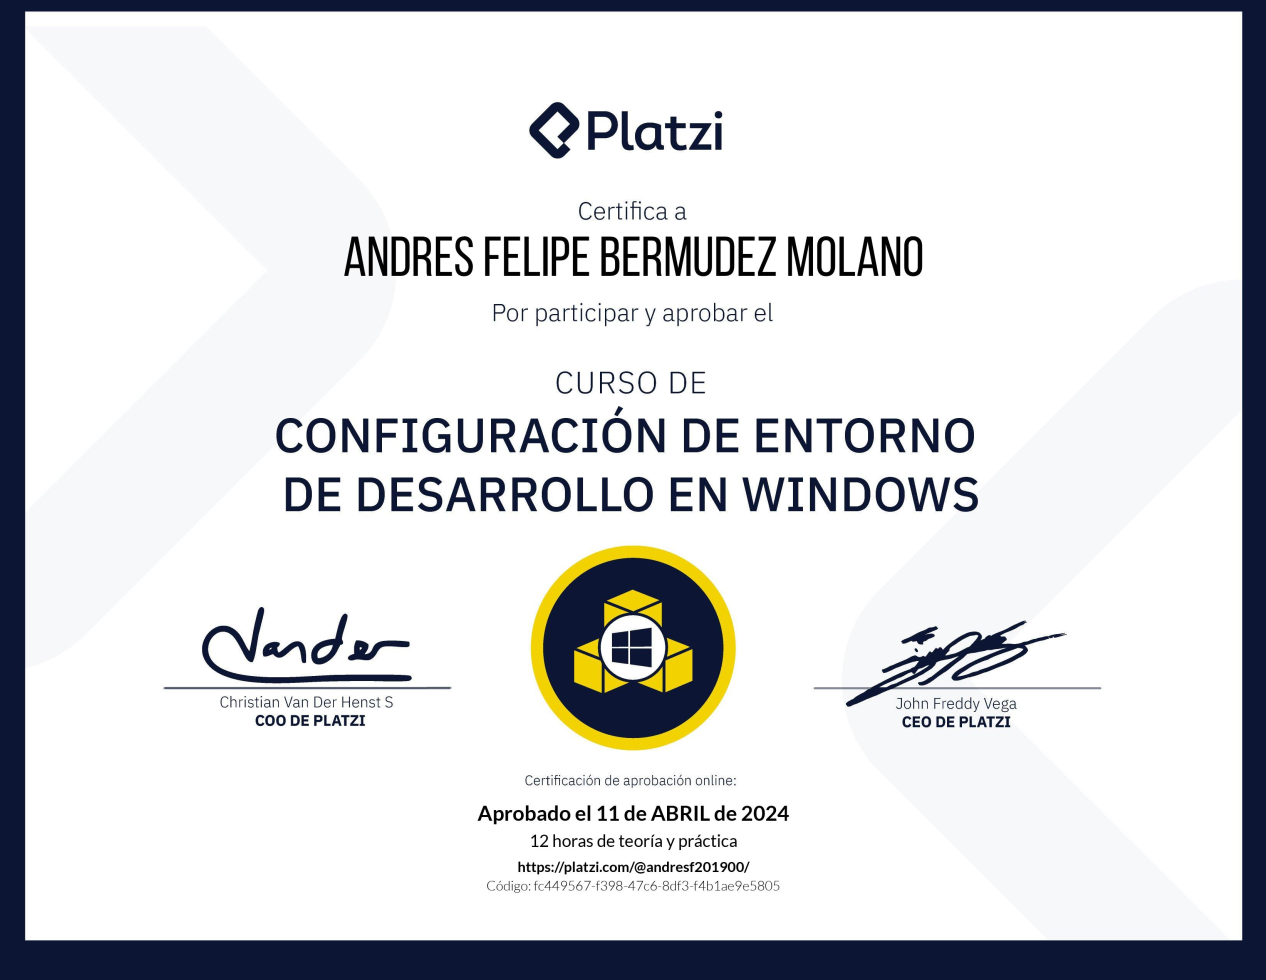 Platzi
Certifica a
ANDRES FELIPE BERMUDEZ MOLANO
Por participar y aprobar el
CURSO DE
CONFIGURACIÓN DE ENTORNO
DE DESARROLLO EN WINDOWS
Vander
Christian Van Der Henst S
COO DE PLATZI
John Freddy Vega
CEO DE PLATZI
Certificación de aprobación online:
Aprobado el 11 de ABRIL de 2024
12 horas de teoría y práctica
https://platzi.com/@andresf201900/
Código: fc449567-f398-47c6-8df3-f4b1ae9e5805